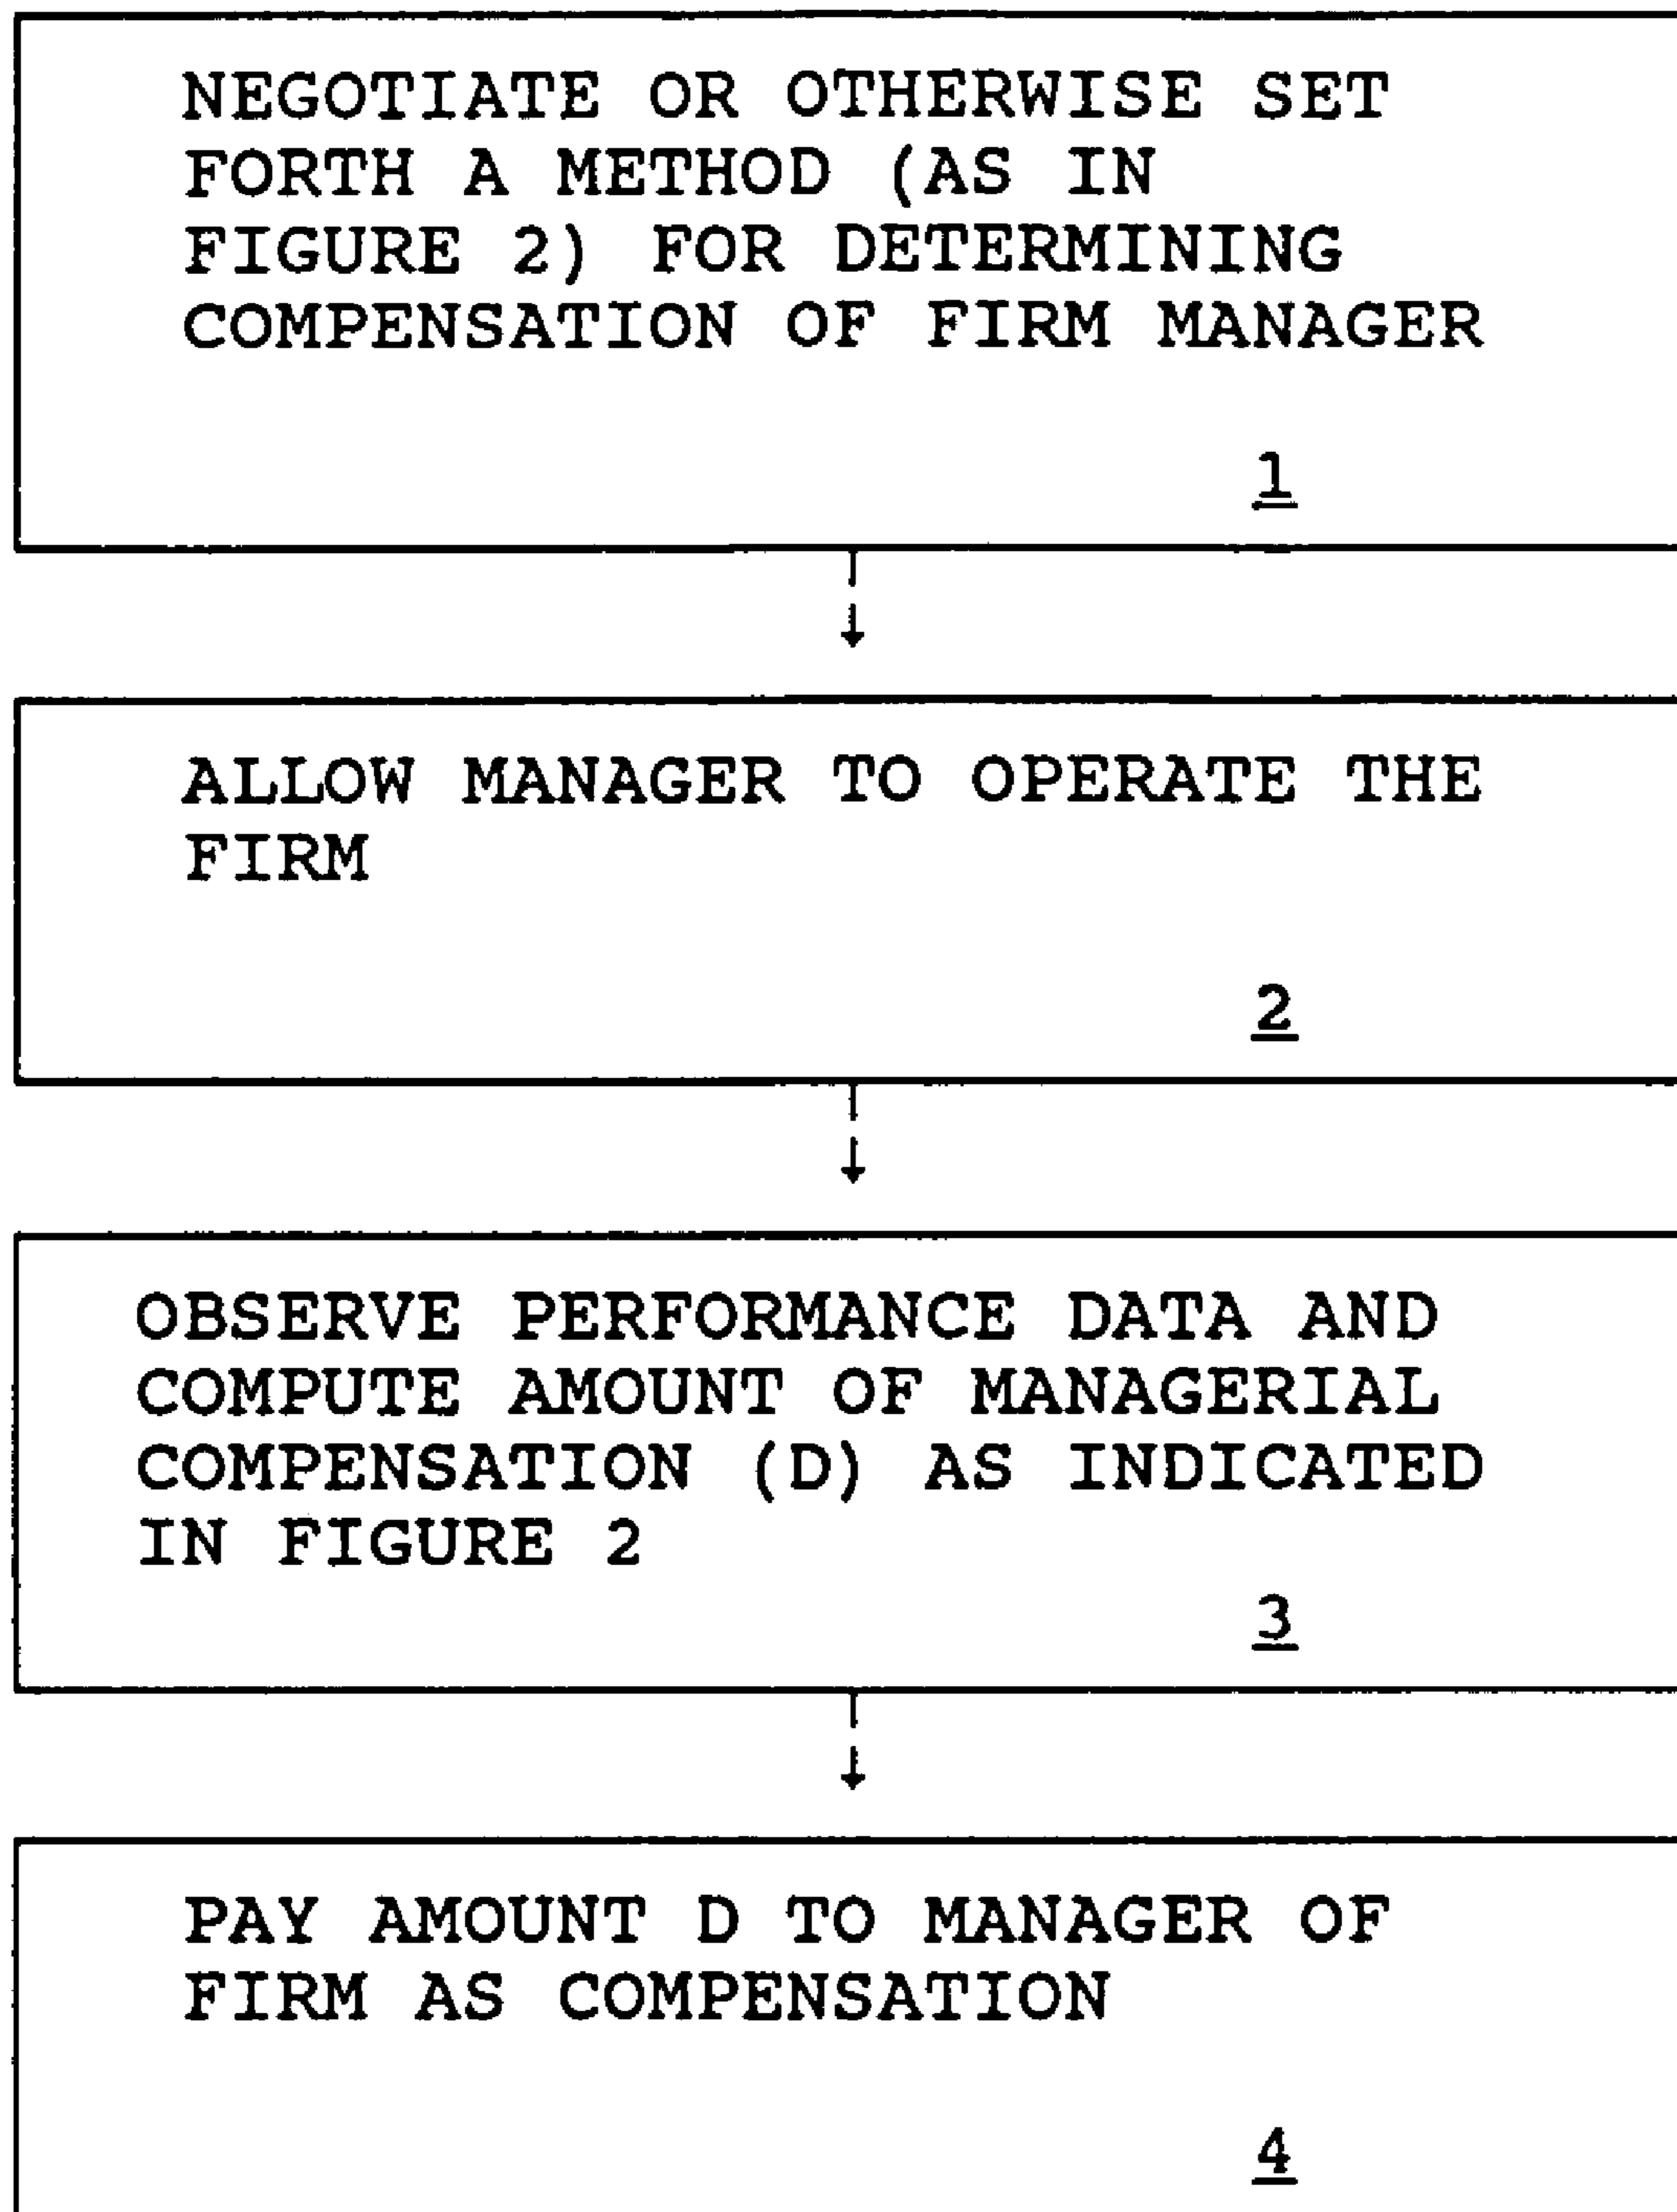 NEGOTIATE OR OTHERWISE SET
FORTH A METHOD (AS IN
FIGURE 2) FOR DETERMINING
COMPENSATION OF FIRM MANAGER
1
ALLOW MANAGER TO OPERATE THE
FIRM
2
OBSERVE PERFORMANCE DATA AND
COMPUTE AMOUNT OF MANAGERIAL
COMPENSATION (D) AS INDICATED
IN FIGURE 2
3
PAY AMOUNT D TO MANAGER OF
FIRM AS COMPENSATION
4